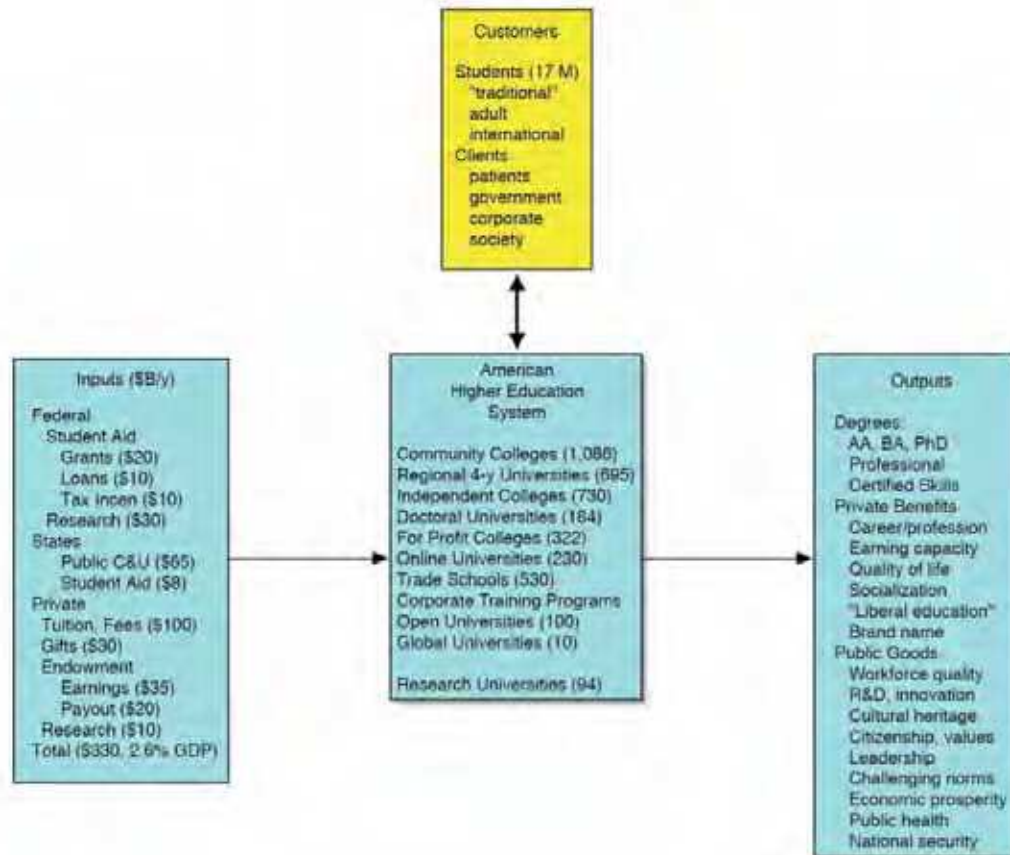 Customers
Students (17 M)
"traditional"
adult
international
Clients
patients
government
corporate
society
Inputs ($B/y)
Federal
Student Aid
Grants ($20)
Loans ($10)
Tax Incen ($10)
Research ($30)
States
Public C&U ($65)
Student Aid ($8)
Private
Tuition, Fees ($100)
Gifts ($30)
Endowment
Earnings ($35)
Payout ($20)
Research ($10)
Total ($330, 2.6% GDP)
American
Higher Education
System
Community Colleges
Regional 4-y Universities (695)
Independent Colleges (730)
Doctoral Universities
For Profit Colleges (322)
Online Universities (230)
Trade Schools (530)
Corporate Training Programs
Open Universities (100)
Global Universities (10)
Research Universities (94)
Outputs
Degrees:
AA, BA, PhD
Professional
Certified Skills
Private Benefits
Career/profession
Earning capacity
Quality of life
Socialization
"Liberal education"
Brand name
Public Goods
Workforce quality
R&D, innovation
Cultural heritage
Citizenship, values
Leadership
Challenging norms
Economic prosperity
Public health
National security